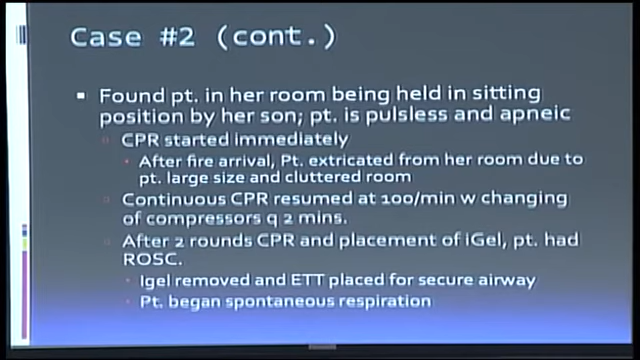 Case #2 (cont.)
Found pt. in her room being held in sitting
position by her son; pt. is pulsless and apneic
CPR started immediately
After fire arrival, Pt. extricated from her room due to
pt. large size and cluttered room
Continuous CPR resumed at 100/min w changing
of compressors q 2 mins.
After 2 rounds CPR and placement of iGel, pt. had
ROSC.
Igel removed and ETT placed for secure airway
Pt. began spontaneous respiration